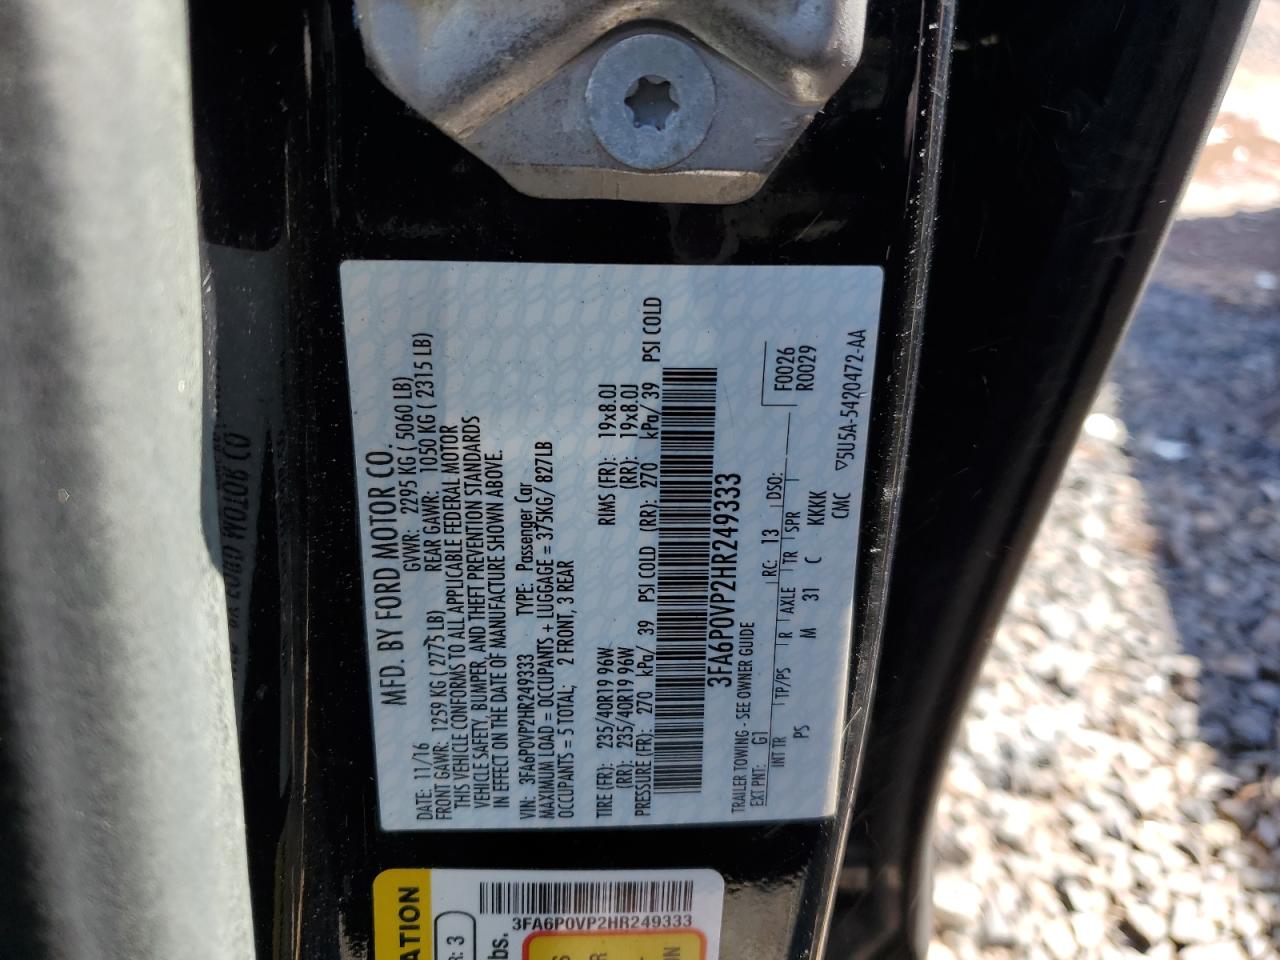 MFD. BY FORD MOTOR CO.
DATE: 11/16 GVWR: 2295 KG ( 5060 LB)
FRONT GAWR: 1259 KG ( 2775 LB) REAR GAWR: 1050 KG ( 2315 LB)
THIS VEHICLE CONFORMS TO ALL APPLICABLE FEDERAL MOTOR
VEHICLE SAFETY, BUMPER, AND THEFT PREVENTION STANDARDS
IN EFFECT ON THE DATE OF MANUFACTURE SHOWN ABOVE.
VIN: 3FA6P0VP2HR249333 TYPE: Passenger Car
MAXIMUM LOAD = OCCUPANTS + LUGGAGE = 375KG/ 827LB
OCCUPANTS = 5 TOTAL, 2 FRONT, 3 REAR
TIRE (FR): 235/40R19 96W RIMS (FR): 19x8.0J
(RR): 235/40R19 96W (RR): 19x8.0J
PRESSURE (FR): 270 kPa/ 39 PSI COLD (RR): 270 kPa/ 39 PSI COLD
3FA6P0VP2HR249333
TRAILER TOWING - SEE OWNER GUIDE
EXT PNT: G1 RC: 13 DSO: F0026
R0029
INT TR TP/PS R AXLE TR SPR
PS M 31 C KKKK
CMC ▽5U5A-5420472-AA
ATION
R: 3
bs.
3FA6P0VP2HR249333